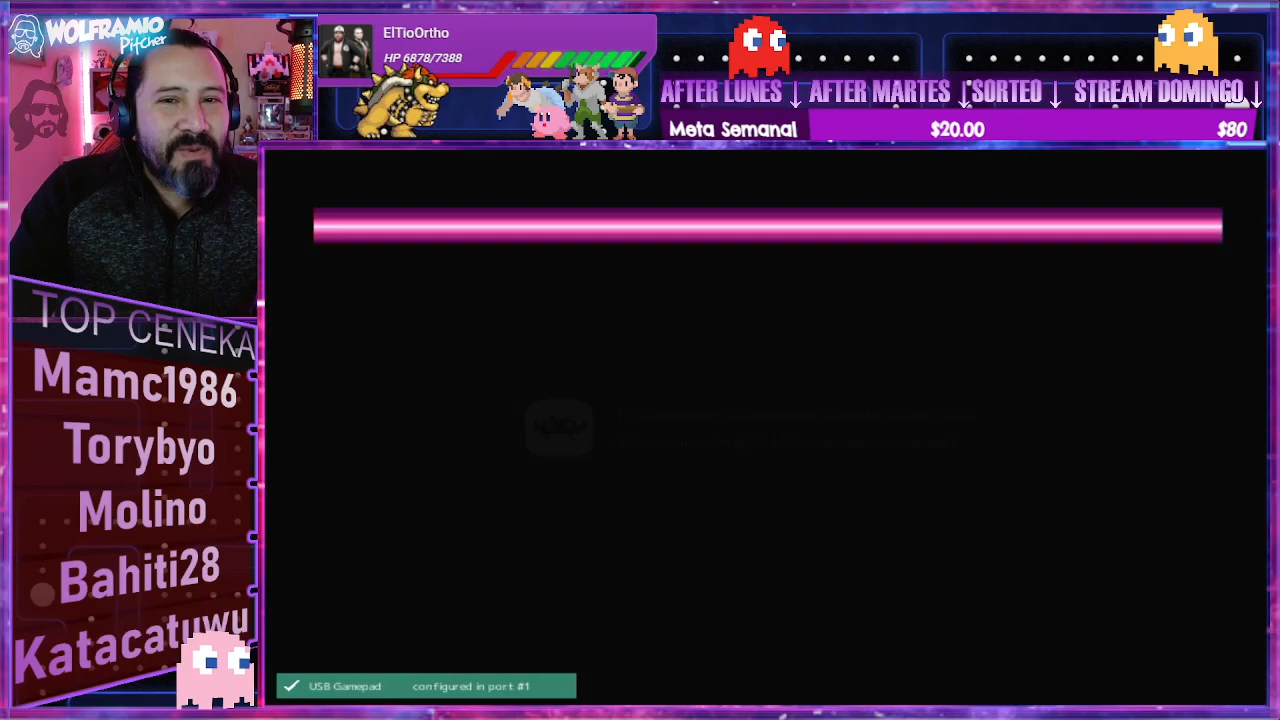 WOLFRAMIO
Pitcher
ElTioOrtho
HP 6878/7388
AFTER LUNES ↓ AFTER MARTES ↓ SORTEO ↓ STREAM DOMINGO ↓
Meta Semanal $20.00 $80
TOP CENEKA
Mamc1986
Torybyo
Molino
Bahiti28
Katacatuwu
USB Gamepad configured in port #1